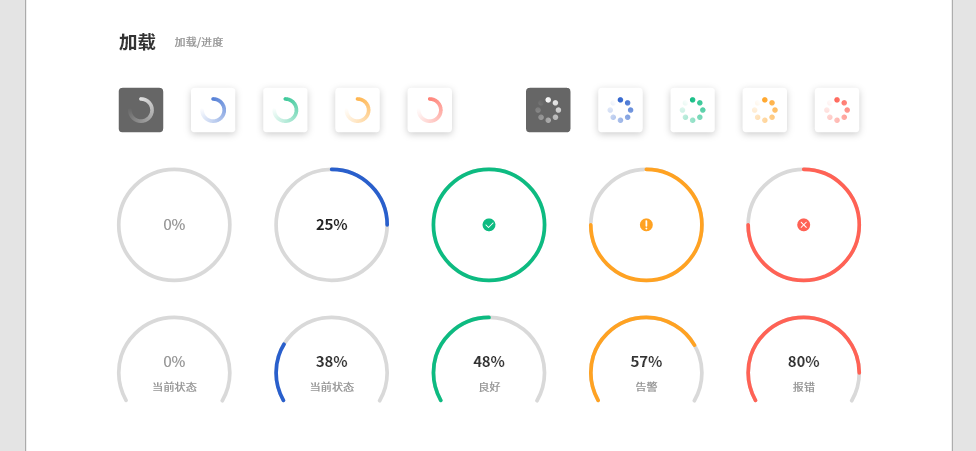 加载 加载/进度
0% 25%
0% 38% 48% 57% 80%
当前状态 当前状态 良好 告警 报错